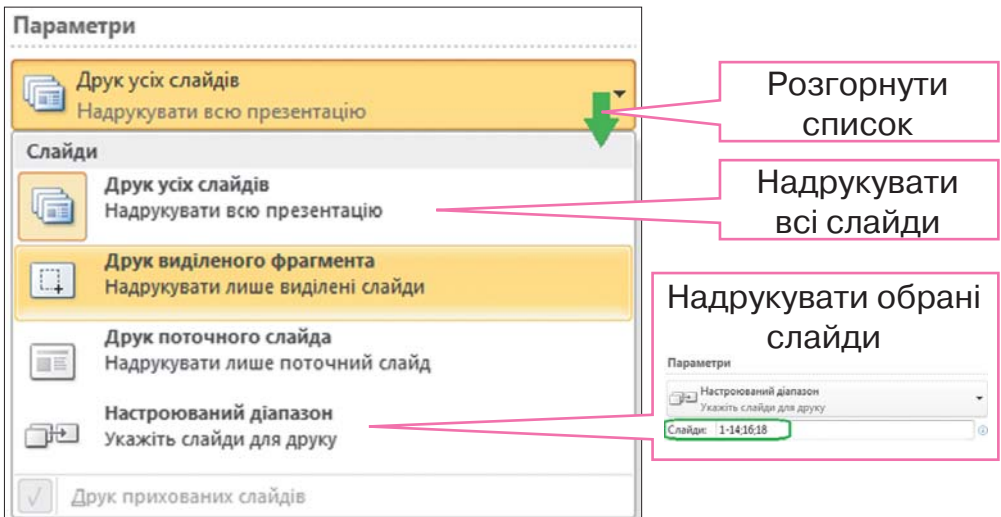 Параметри
Друк усіх слайдів
Надрукувати всю презентацію
Розгорнути
список
Слайди
Друк усіх слайдів
Надрукувати всю презентацію
Надрукувати
всі слайди
Друк виділеного фрагмента
Надрукувати лише виділені слайди
Друк поточного слайда
Надрукувати лише поточний слайд
Настроюваний діапазон
Укажіть слайди для друку
Надрукувати обрані
слайди
Параметри
Настроюваний діапазон
Укажіть слайди для друку
Слайди: 1-14;16;18
Друк прихованих слайдів